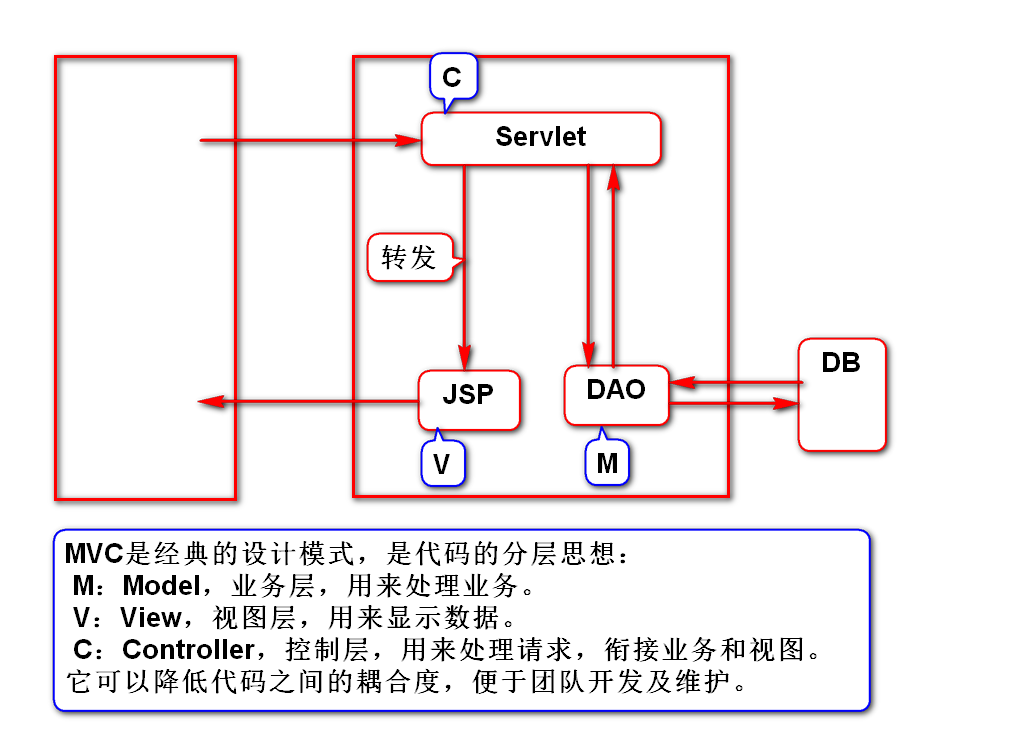 C
Servlet
转发
JSP
DAO
DB
V
M
MVC是经典的设计模式，是代码的分层思想：
M：Model，业务层，用来处理业务。
V：View，视图层，用来显示数据。
C：Controller，控制层，用来处理请求，衔接业务和视图。
它可以降低代码之间的耦合度，便于团队开发及维护。